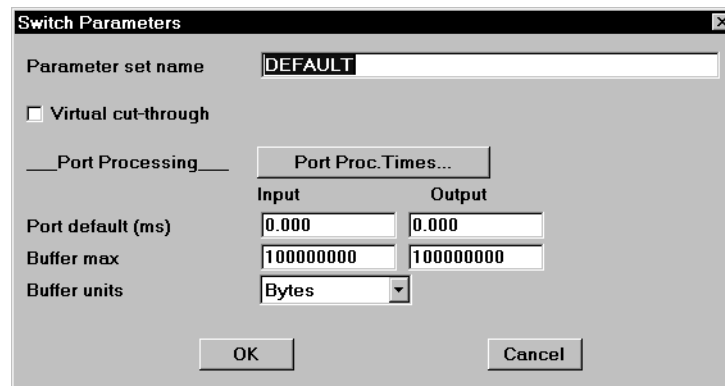 Switch Parameters
Parameter set name DEFAULT
Virtual cut-through
___Port Processing___ Port Proc.Times...
Input Output
Port default (ms) 0.000 0.000
Buffer max 100000000 100000000
Buffer units Bytes
OK Cancel